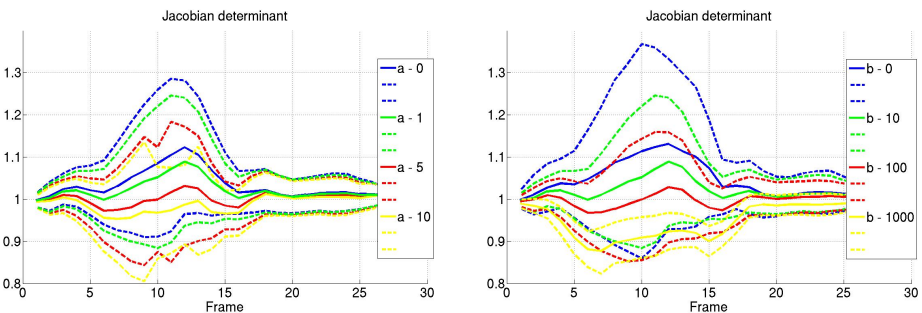 Jacobian determinant
1.3
1.2
1.1
1
0.9
0.8
0
5
10
15
20
25
30
Frame
a - 0
a - 1
a - 5
a - 10
Jacobian determinant
1.3
1.2
1.1
1
0.9
0.8
0
5
10
15
20
25
30
Frame
b - 0
b - 10
b - 100
b - 1000